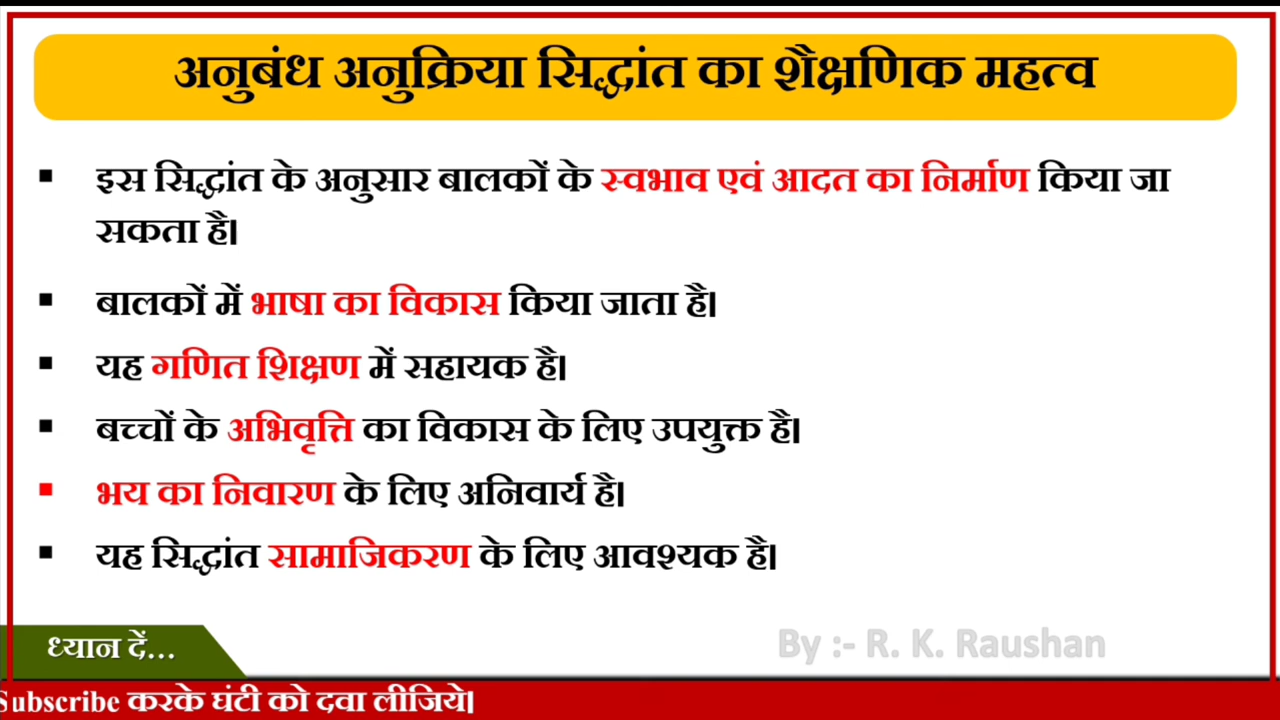 अनुबंध अनुक्रिया सिद्धांत का शैक्षणिक महत्व
▪ इस सिद्धांत के अनुसार बालकों के स्वभाव एवं आदत का निर्माण किया जा
सकता है।
▪ बालकों में भाषा का विकास किया जाता है।
▪ यह गणित शिक्षण में सहायक है।
▪ बच्चों के अभिवृत्ति का विकास के लिए उपयुक्त है।
▪ भय का निवारण के लिए अनिवार्य है।
▪ यह सिद्धांत सामाजिकरण के लिए आवश्यक है।
ध्यान दें...
By :- R. K. Raushan
Subscribe करके घंटी को दवा लीजिये।